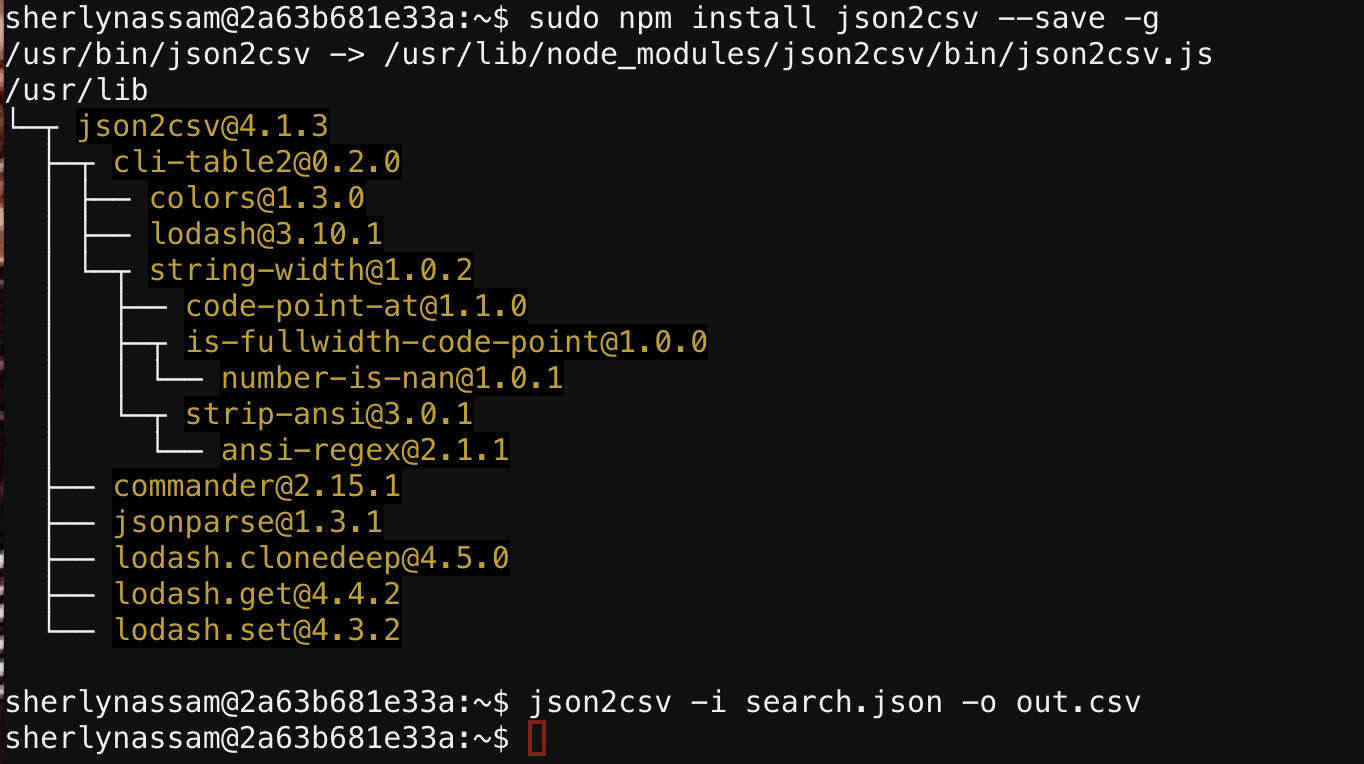 sherlynassam@2a63b681e33a:~$ sudo npm install json2csv --save -g
/usr/bin/json2csv -> /usr/lib/node_modules/json2csv/bin/json2csv.js
/usr/lib
└─┬ json2csv@4.1.3
  ├─┬ cli-table2@0.2.0
  │ ├── colors@1.3.0
  │ ├── lodash@3.10.1
  │ └─┬ string-width@1.0.2
  │   ├── code-point-at@1.1.0
  │   ├─┬ is-fullwidth-code-point@1.0.0
  │   │ └── number-is-nan@1.0.1
  │   └─┬ strip-ansi@3.0.1
  │     └── ansi-regex@2.1.1
  ├── commander@2.15.1
  ├── jsonparse@1.3.1
  ├── lodash.clonedeep@4.5.0
  ├── lodash.get@4.4.2
  └── lodash.set@4.3.2
sherlynassam@2a63b681e33a:~$ json2csv -i search.json -o out.csv
sherlynassam@2a63b681e33a:~$